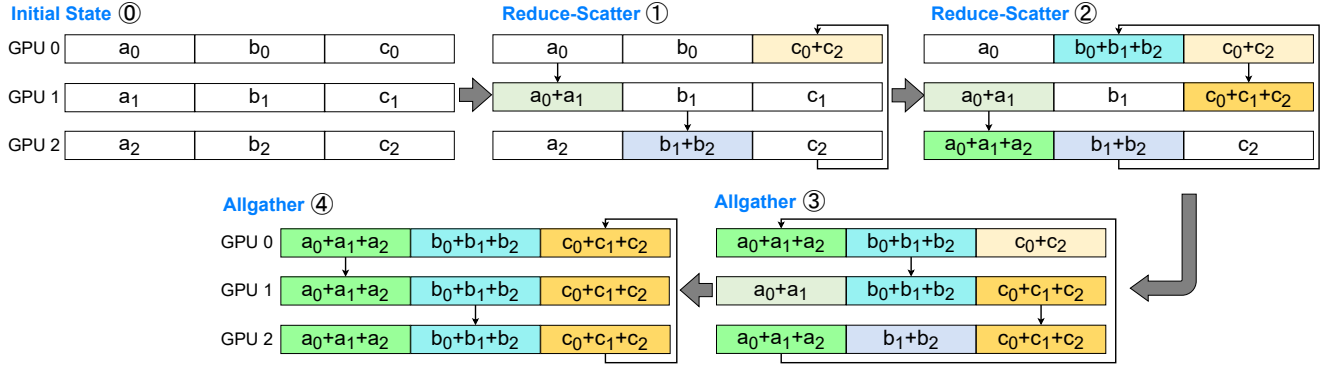 Initial State ⓪
GPU 0 a₀ b₀ c₀
GPU 1 a₁ b₁ c₁
GPU 2 a₂ b₂ c₂
Reduce-Scatter ①
a₀ b₀ c₀+c₂
a₀+a₁ b₁ c₁
a₂ b₁+b₂ c₂
Reduce-Scatter ②
a₀ b₀+b₁+b₂ c₀+c₂
a₀+a₁ b₁ c₀+c₁+c₂
a₀+a₁+a₂ b₁+b₂ c₂
Allgather ④
GPU 0 a₀+a₁+a₂ b₀+b₁+b₂ c₀+c₁+c₂
GPU 1 a₀+a₁+a₂ b₀+b₁+b₂ c₀+c₁+c₂
GPU 2 a₀+a₁+a₂ b₀+b₁+b₂ c₀+c₁+c₂
Allgather ③
a₀+a₁+a₂ b₀+b₁+b₂ c₀+c₂
a₀+a₁ b₀+b₁+b₂ c₀+c₁+c₂
a₀+a₁+a₂ b₁+b₂ c₀+c₁+c₂